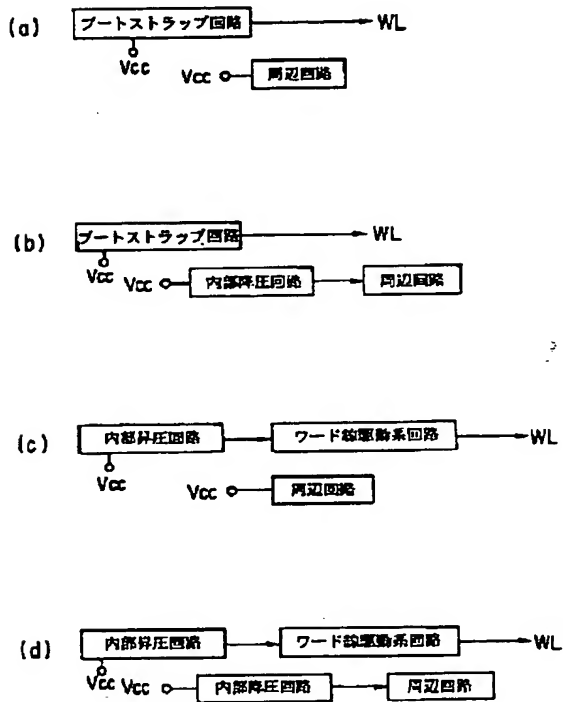 (a) ブートストラップ回路 WL
Vcc
Vcc 周辺回路
(b) ブートストラップ回路 WL
Vcc
Vcc 内部降圧回路 周辺回路
(c) 内部昇圧回路 ワード線駆動系回路 WL
Vcc
Vcc 周辺回路
(d) 内部昇圧回路 ワード線駆動系回路 WL
Vcc Vcc 内部降圧回路 周辺回路